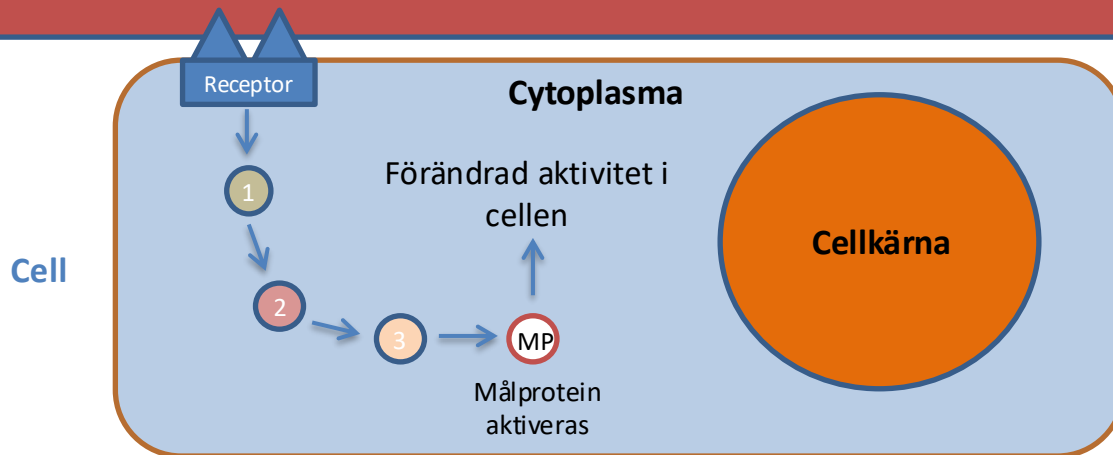 Receptor
Cytoplasma
1
Förändrad aktivitet i
cellen
Cellkärna
Cell
2
3
MP
Målprotein
aktiveras